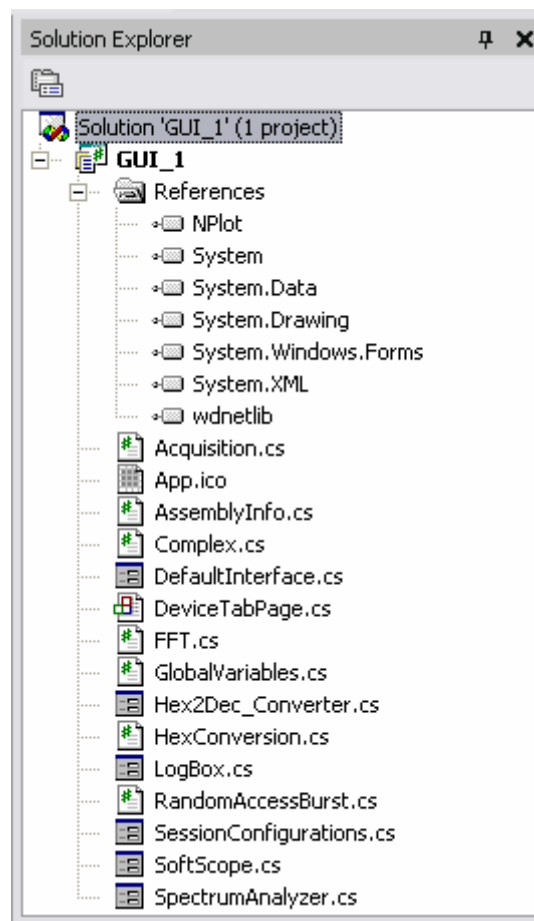 Solution Explorer
Solution 'GUI_1' (1 project)
GUI_1
References
NPlot
System
System.Data
System.Drawing
System.Windows.Forms
System.XML
wdnetlib
Acquisition.cs
App.ico
AssemblyInfo.cs
Complex.cs
DefaultInterface.cs
DeviceTabPage.cs
FFT.cs
GlobalVariables.cs
Hex2Dec_Converter.cs
HexConversion.cs
LogBox.cs
RandomAccessBurst.cs
SessionConfigurations.cs
SoftScope.cs
SpectrumAnalyzer.cs